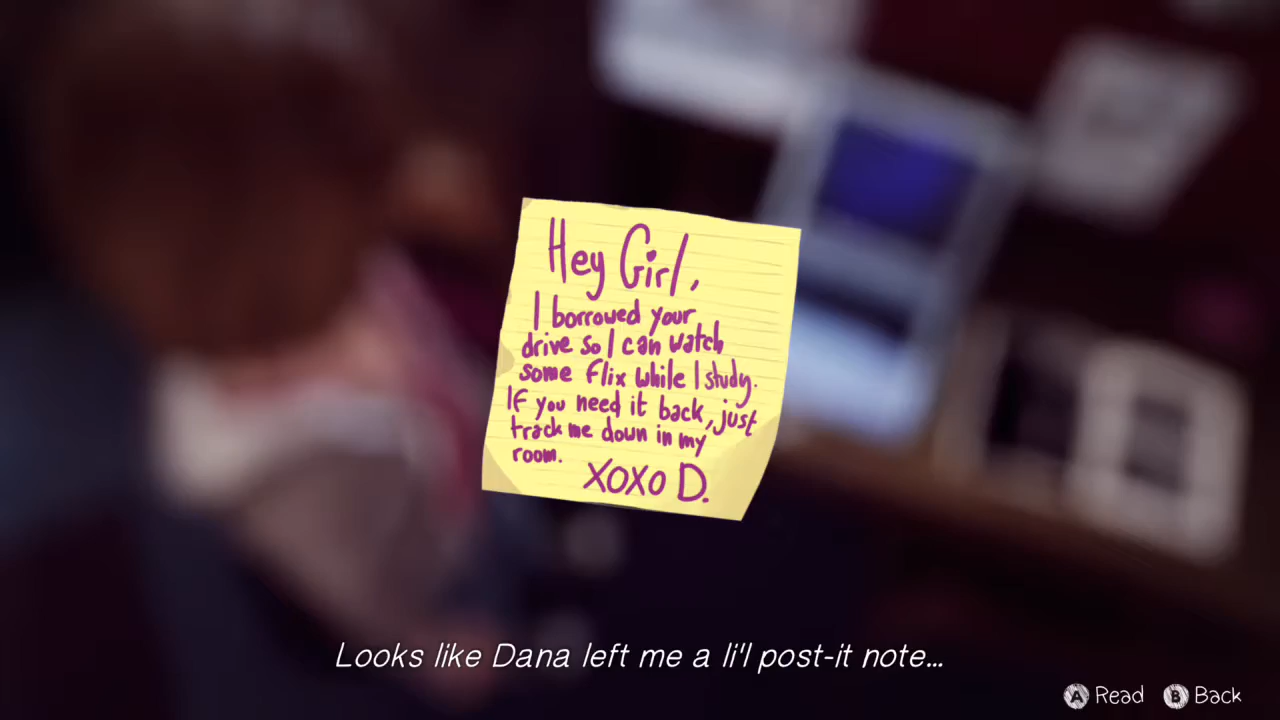 Hey Girl,
I borrowed your
drive so I can watch
some Flix while I study.
If you need it back, just
track me down in my
room.
XOXO D.
Looks like Dana left me a li'l post-it note...
A Read B Back